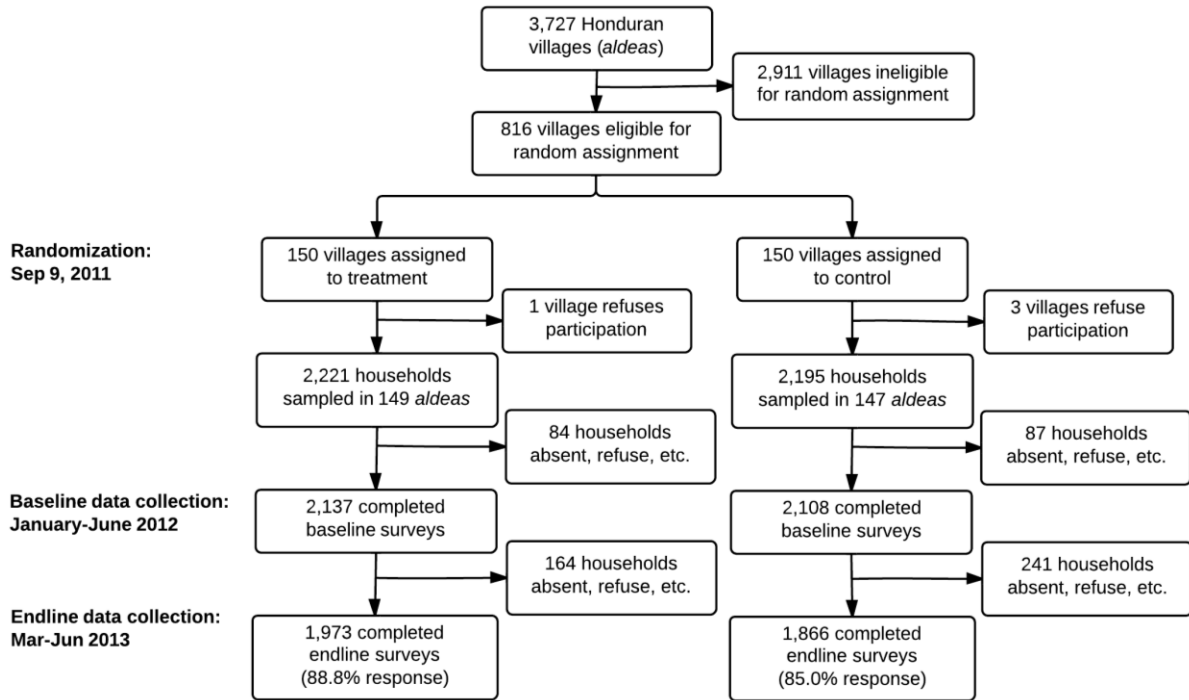 3,727 Honduran
villages (aldeas)
2,911 villages ineligible
for random assignment
816 villages eligible for
random assignment
Randomization:
Sep 9, 2011
150 villages assigned
to treatment
150 villages assigned
to control
1 village refuses
participation
3 villages refuse
participation
2,221 households
sampled in 149 aldeas
2,195 households
sampled in 147 aldeas
84 households
absent, refuse, etc.
87 households
absent, refuse, etc.
Baseline data collection:
January-June 2012
2,137 completed
baseline surveys
2,108 completed
baseline surveys
164 households
absent, refuse, etc.
241 households
absent, refuse, etc.
Endline data collection:
Mar-Jun 2013
1,973 completed
endline surveys
(88.8% response)
1,866 completed
endline surveys
(85.0% response)